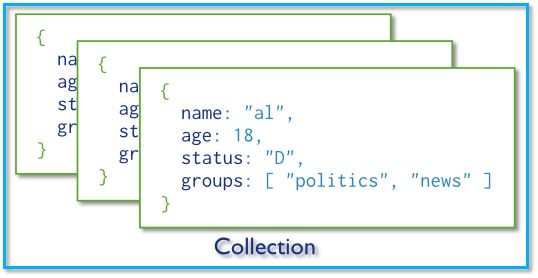 {
na
ag
st
gr
}
{
na
ag
st
gr
}
{
name: "al",
age: 18,
status: "D",
groups: [ "politics", "news" ]
}
Collection